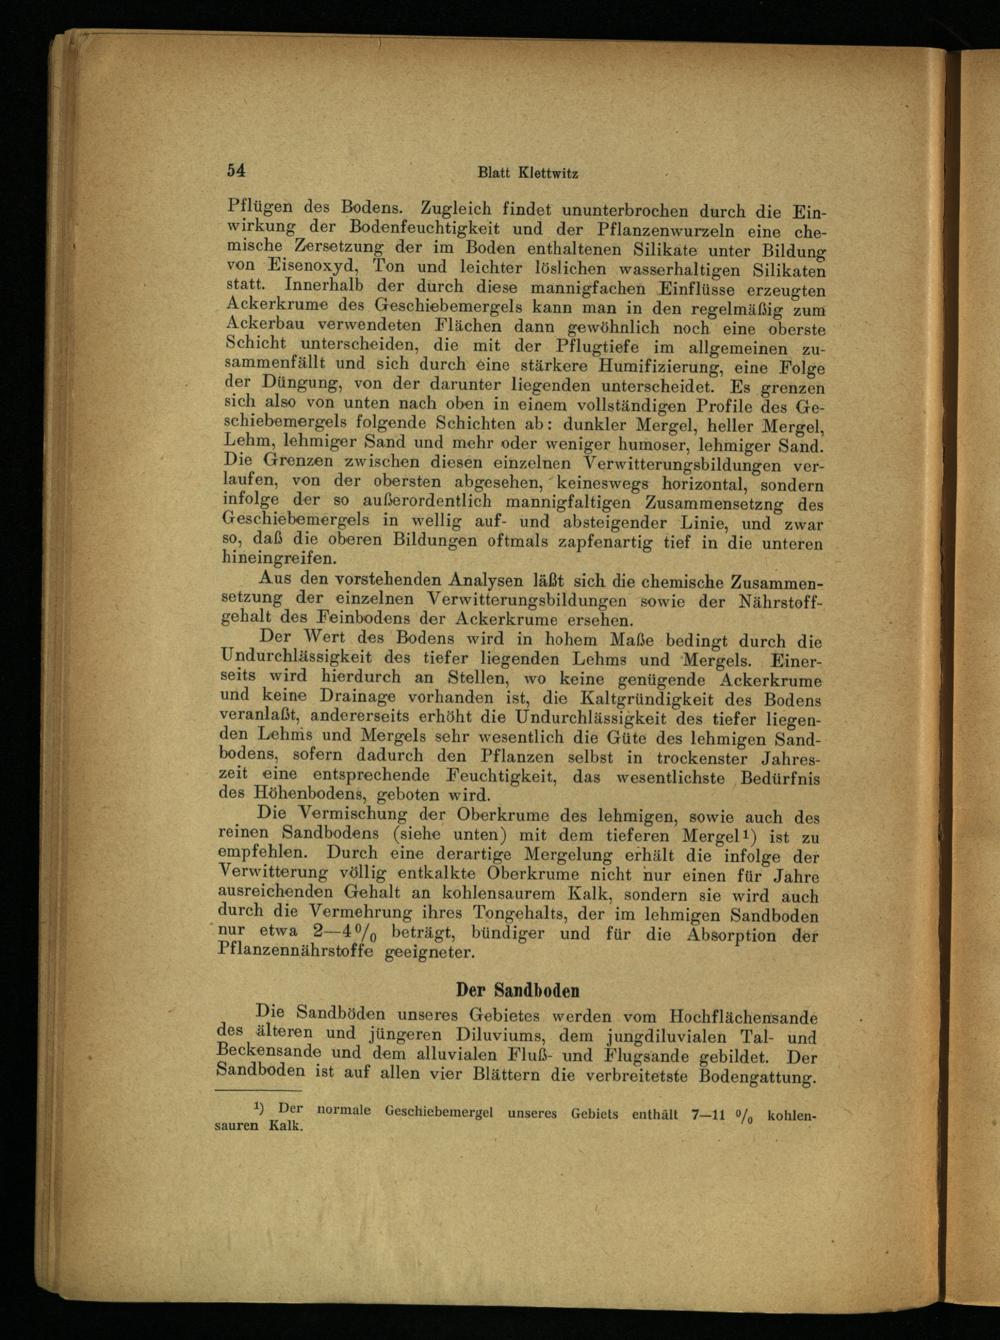 54
Blatt Klettwitz
Pflügen des Bodens. Zugleich findet ununterbrochen durch die Ein-
wirkung der Bodenfeuchtigkeit und der Pflanzenwurzeln eine che-
mische Zersetzung der im Boden enthaltenen Silikate unter Bildung
von Eisenoxyd, Ton und leichter löslichen wasserhaltigen Silikaten
statt. Innerhalb der durch diese mannigfachen Einflüsse erzeugten
Ackerkrume des Geschiebemergels kann man in den regelmäßig zum
Ackerbau verwendeten Flächen dann gewöhnlich noch eine oberste
Schicht unterscheiden, die mit der Pflugtiefe im allgemeinen zu-
sammenfällt und sich durch eine stärkere Humifizierung, eine Folge
der Düngung, von der darunter liegenden unterscheidet. Es grenzen
sich also von unten nach oben in einem vollständigen Profile des Ge-
schiebemergels folgende Schichten ab: dunkler Mergel, heller Mergel,
Lehm, lehmiger Sand und mehr oder weniger humoser, lehmiger Sand.
Die Grenzen zwischen diesen einzelnen Verwitterungsbildungen ver-
laufen, von der obersten abgesehen, keineswegs horizontal, sondern
infolge der so außerordentlich mannigfaltigen Zusammensetzng des
Geschiebemergels in wellig auf- und absteigender Linie, und zwar
so, daß die oberen Bildungen oftmals zapfenartig tief in die unteren
hineingreifen.
Aus den vorstehenden Analysen läßt sich die chemische Zusammen-
setzung der einzelnen Verwitterungsbildungen sowie der Nährstoff-
gehalt des Feinbodens der Ackerkrume ersehen.
Der Wert des Bodens wird in hohem Maße bedingt durch die
Undurchlässigkeit des tiefer liegenden Lehms und Mergels. Einer-
seits wird hierdurch an Stellen, wo keine genügende Ackerkrume
und keine Drainage vorhanden ist, die Kaltgründigkeit des Bodens
veranlaßt, andererseits erhöht die Undurchlässigkeit des tiefer liegen-
den Lehms und Mergels sehr wesentlich die Güte des lehmigen Sand-
bodens, sofern dadurch den Pflanzen selbst in trockenster Jahres-
zeit eine entsprechende Feuchtigkeit, das wesentlichste Bedürfnis
des Höhenbodens, geboten wird.
Die Vermischung der Oberkrume des lehmigen, sowie auch des
reinen Sandbodens (siehe unten) mit dem tieferen Mergel¹) ist zu
empfehlen. Durch eine derartige Mergelung erhält die infolge der
Verwitterung völlig entkalkte Oberkrume nicht nur einen für Jahre
ausreichenden Gehalt an kohlensaurem Kalk, sondern sie wird auch
durch die Vermehrung ihres Tongehalts, der im lehmigen Sandboden
nur etwa 2—4% beträgt, bündiger und für die Absorption der
Pflanzennährstoffe geeigneter.
Der Sandboden
Die Sandböden unseres Gebietes werden vom Hochflächensande
des älteren und jüngeren Diluviums, dem jungdiluvialen Tal- und
Beckensande und dem alluvialen Fluß- und Flugsande gebildet. Der
Sandboden ist auf allen vier Blättern die verbreitetste Bodengattung.
¹) Der normale Geschiebemergel unseres Gebiets enthält 7—11 % kohlen-
sauren Kalk.